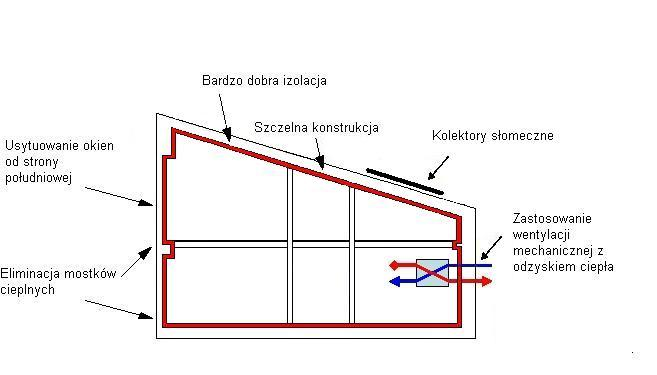 Bardzo dobra izolacja
Szczelna konstrukcja
Kolektory słomeczne
Usytuowanie okien
od strony
południowej
Zastosowanie
wentylacji
mechanicznej z
odzyskiem ciepła
Eliminacja mostków
cieplnych